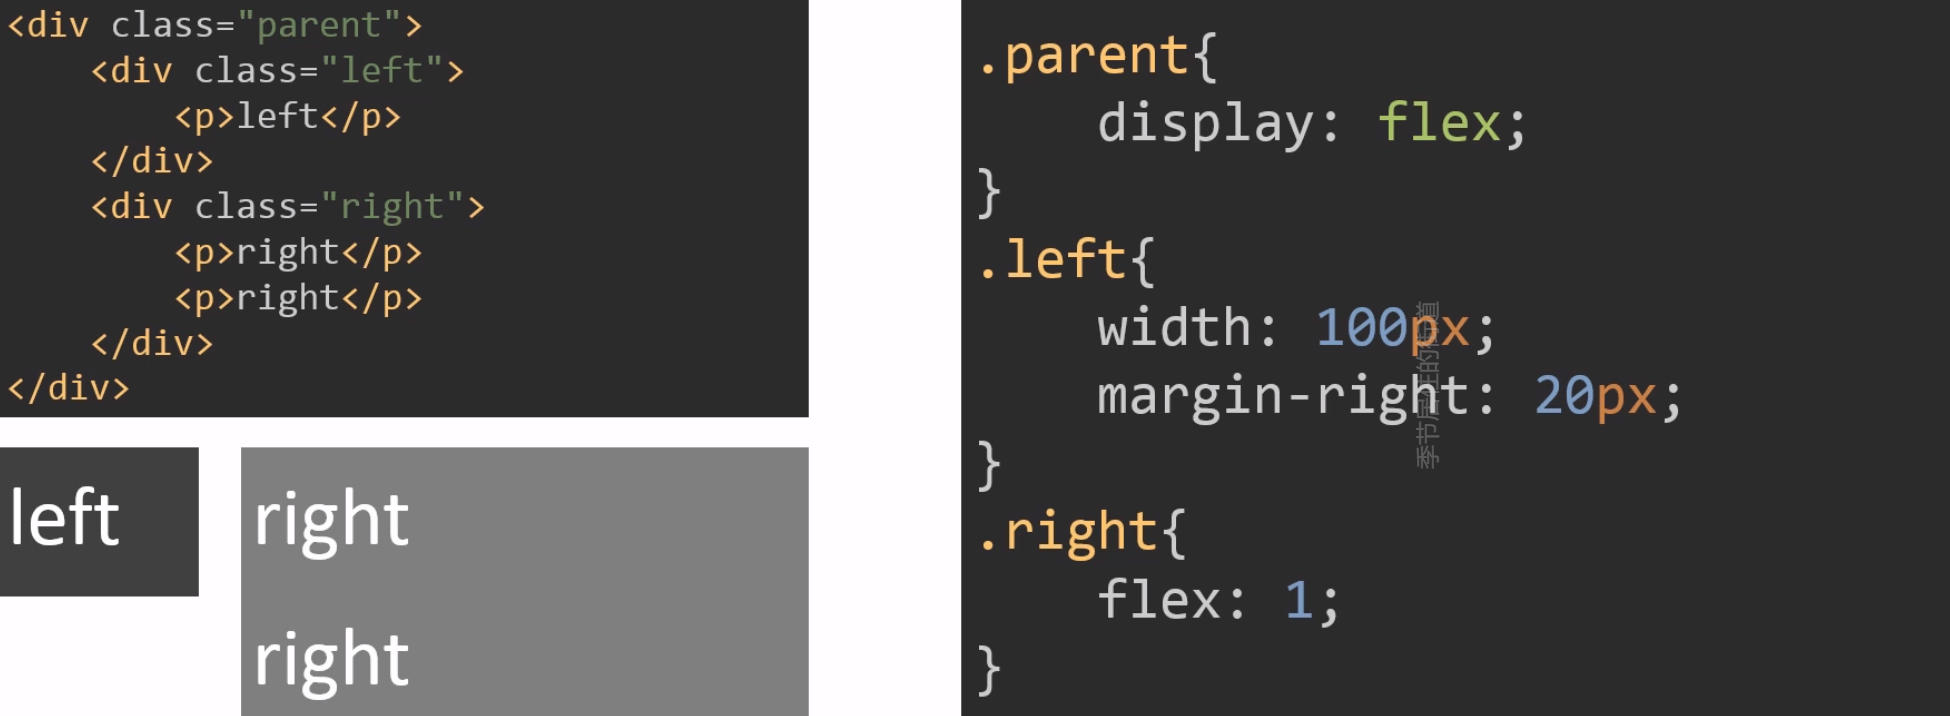 <div class="parent">
    <div class="left">
        <p>left</p>
    </div>
    <div class="right">
        <p>right</p>
        <p>right</p>
    </div>
</div>
left
right
right
.parent{
    display: flex;
}
.left{
    width: 100px;
    margin-right: 20px;
}
.right{
    flex: 1;
}